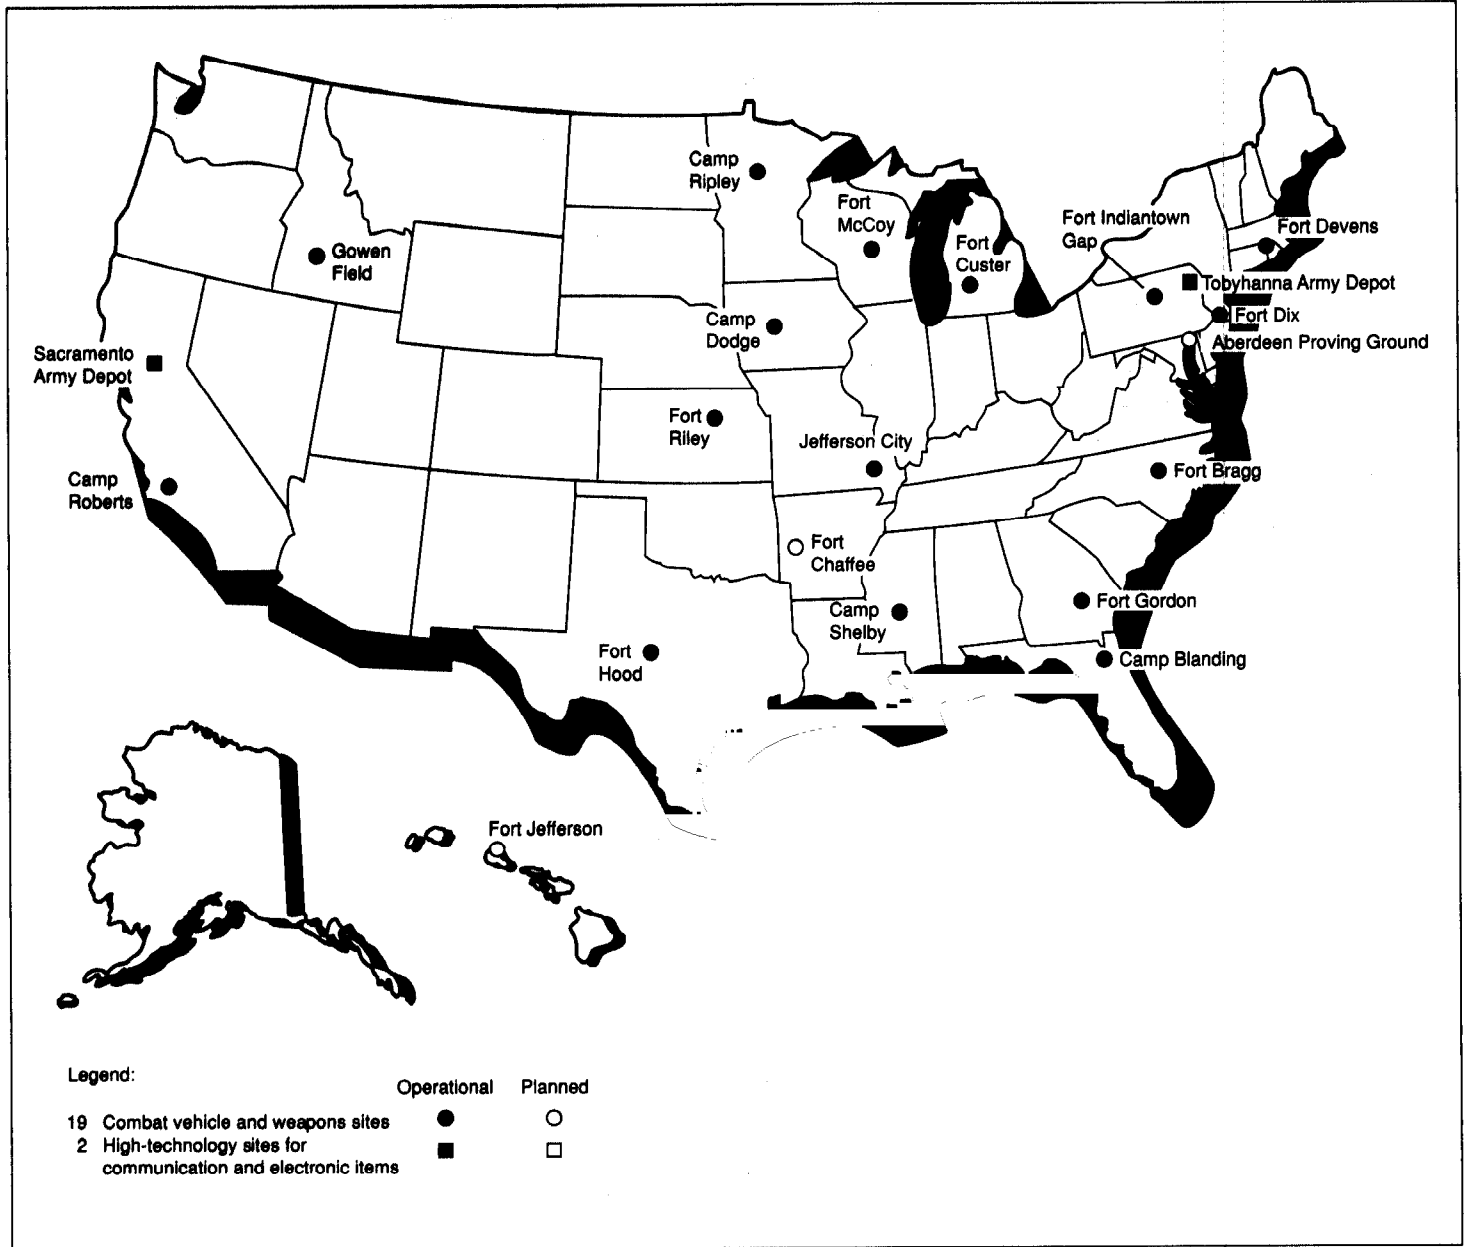 Camp
Ripley
Fort
McCoy
Fort Indiantown
Gap
Fort Devens
Gowen
Field
Fort
Custer
Tobyhanna Army Depot
Camp
Dodge
Fort Dix
Aberdeen Proving Ground
Sacramento
Army Depot
Fort
Riley
Jefferson City
Camp
Roberts
Fort Bragg
Fort
Chaffee
Camp
Shelby
Fort Gordon
Fort
Hood
Camp Blanding
Fort Jefferson
Legend:
Operational Planned
19 Combat vehicle and weapons sites
2 High-technology sites for
communication and electronic items